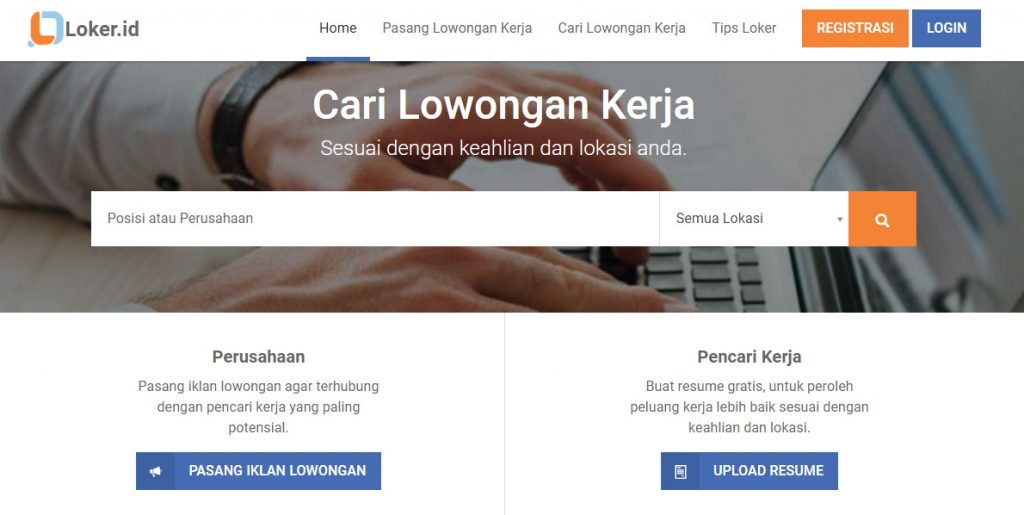 Loker.id
Home
Pasang Lowongan Kerja
Cari Lowongan Kerja
Tips Loker
REGISTRASI
LOGIN
Cari Lowongan Kerja
Sesuai dengan keahlian dan lokasi anda.
Posisi atau Perusahaan
Semua Lokasi
Perusahaan
Pasang iklan lowongan agar terhubung
dengan pencari kerja yang paling
potensial.
PASANG IKLAN LOWONGAN
Pencari Kerja
Buat resume gratis, untuk peroleh
peluang kerja lebih baik sesuai dengan
keahlian dan lokasi.
UPLOAD RESUME